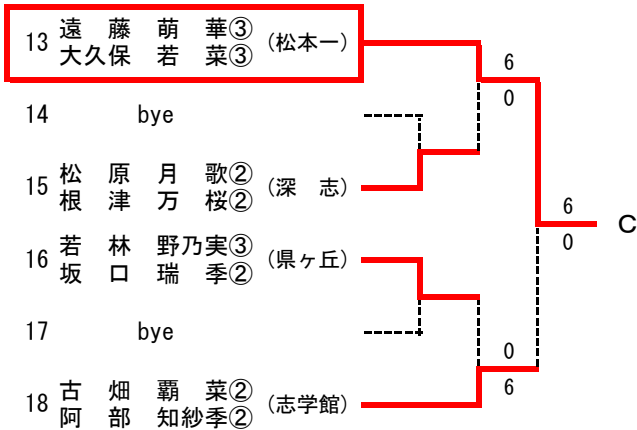 13 遠藤萌華③ (松本一)
大久保若菜③
6
0
14 bye
15 松原月歌② (深志)
根津万桜②
6
0
C
16 若林野乃実③ (県ヶ丘)
坂口瑞季②
17 bye
0
6
18 古畑覇菜② (志学館)
阿部知紗季②